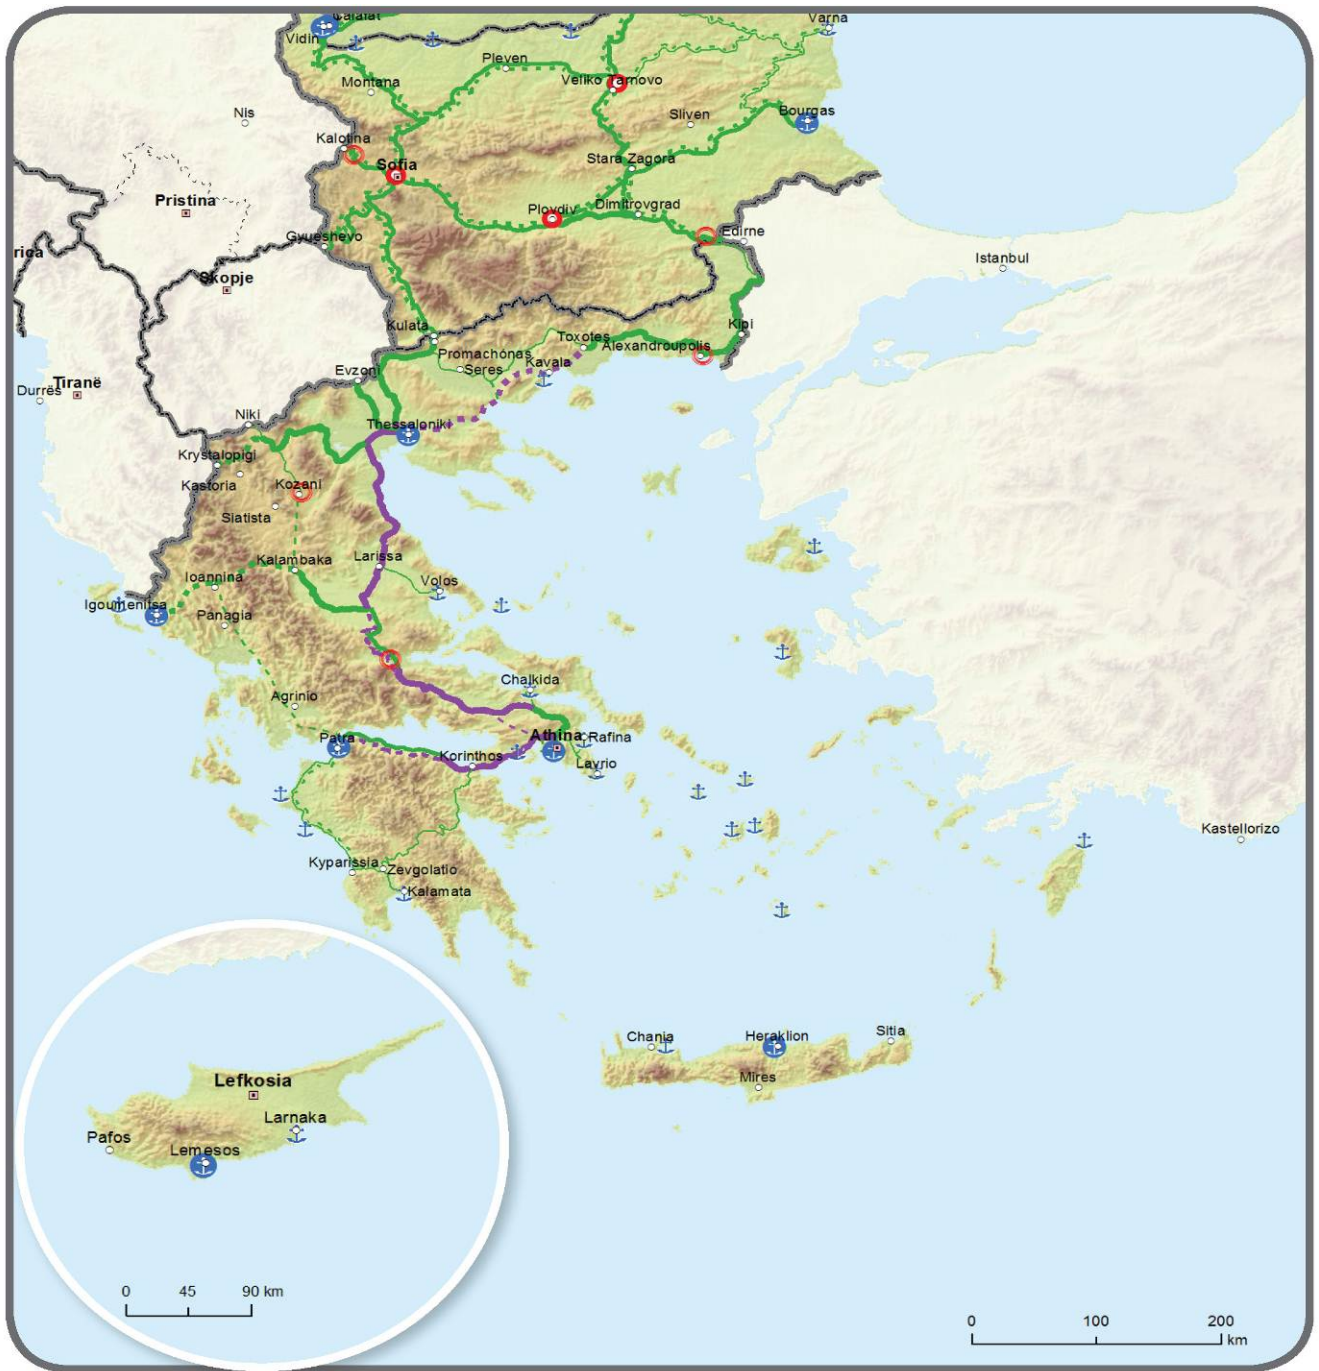 Calafat
Varna
Vidin
Pleven
Montana
Veliko Tarnovo
Nis
Sliven
Bourgas
Kalotina
Sofia
Stara Zagora
Pristina
Plovdiv
Dimitrovgrad
Edirne
Gyueshevo
rica
Istanbul
Skopje
Kulata
Kipi
Toxotes
Alexandroupolis
Promachonas
Kavala
Evzoni
Seres
Tiranë
Durrës
Niki
Thessaloniki
Krystalopigi
Kastoria
Kozani
Siatista
Kalambaka
Larissa
Ioannina
Volos
Igoumenitsa
Panagia
Chalkida
Agrinio
Patra
Athina
Rafina
Korinthos
Lavrio
Kastellorizo
Kyparissia
Zevgolatio
Kalamata
Chania
Heraklion
Sitia
Mires
Lefkosia
Larnaka
Pafos
Lemesos
0 45 90 km
0 100 200
km